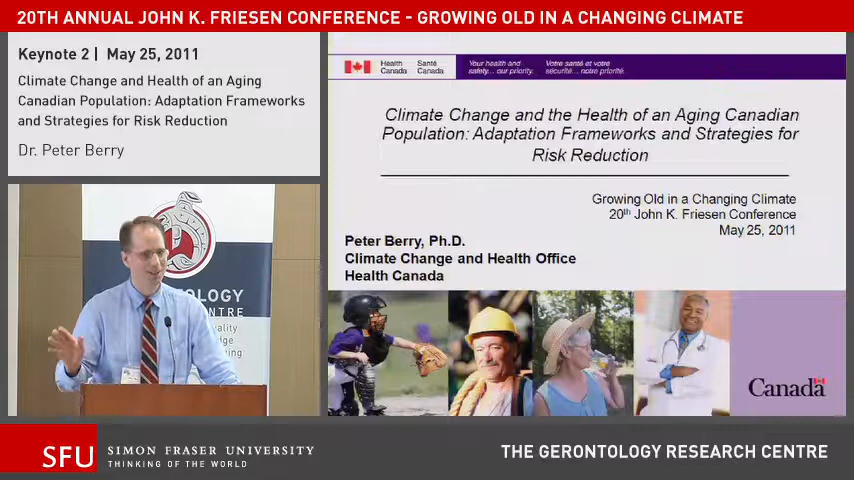 20TH ANNUAL JOHN K. FRIESEN CONFERENCE - GROWING OLD IN A CHANGING CLIMATE
Keynote 2 | May 25, 2011
Climate Change and Health of an Aging
Canadian Population: Adaptation Frameworks
and Strategies for Risk Reduction
Dr. Peter Berry
Health
Canada
Santé
Canada
Your health and
safety... our priority.
Votre santé et votre
sécurité... notre priorité.
Climate Change and the Health of an Aging Canadian
Population: Adaptation Frameworks and Strategies for
Risk Reduction
Growing Old in a Changing Climate
20th John K. Friesen Conference
May 25, 2011
Peter Berry, Ph.D.
Climate Change and Health Office
Health Canada
Canada
SFU
SIMON FRASER UNIVERSITY
THINKING OF THE WORLD
THE GERONTOLOGY RESEARCH CENTRE